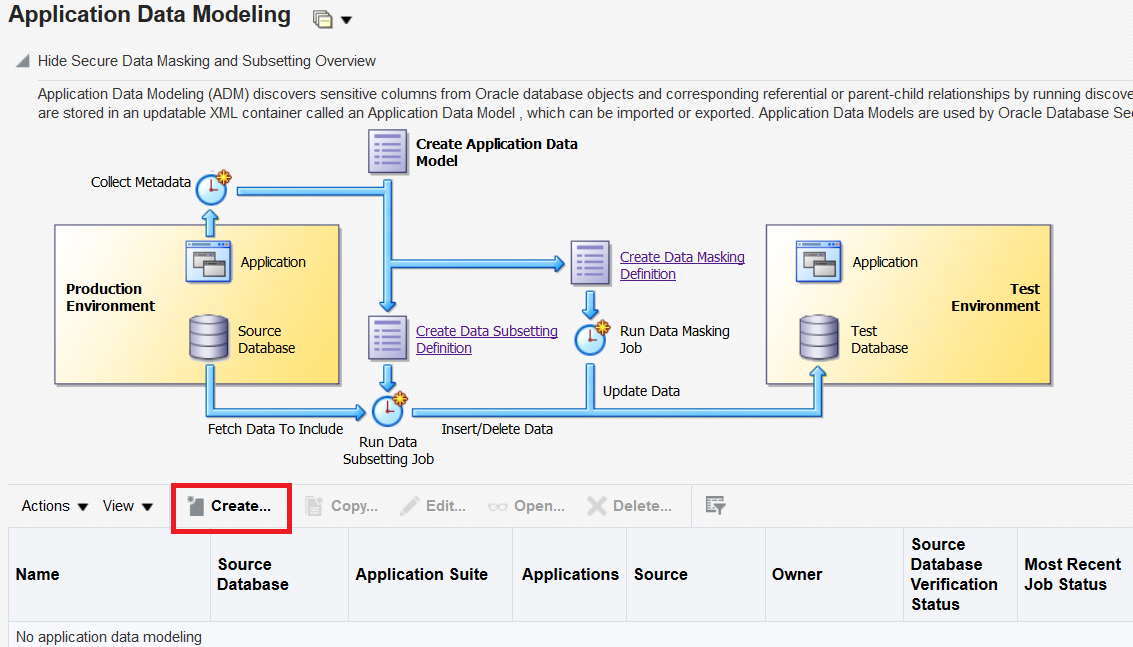 Application Data Modeling
Hide Secure Data Masking and Subsetting Overview
Application Data Modeling (ADM) discovers sensitive columns from Oracle database objects and corresponding referential or parent-child relationships by running discove
are stored in an updatable XML container called an Application Data Model , which can be imported or exported. Application Data Models are used by Oracle Database Se
Create Application Data
Model
Collect Metadata
Application
Production
Environment
Source
Database
Create Data Masking
Definition
Create Data Subsetting
Definition
Run Data Masking
Job
Application
Test
Environment
Test
Database
Update Data
Fetch Data To Include
Insert/Delete Data
Run Data
Subsetting Job
Actions View Create... Copy... Edit... Open... Delete...
Name
Source
Database
Application Suite
Applications
Source
Owner
Source
Database
Verification
Status
Most Recent
Job Status
No application data modeling